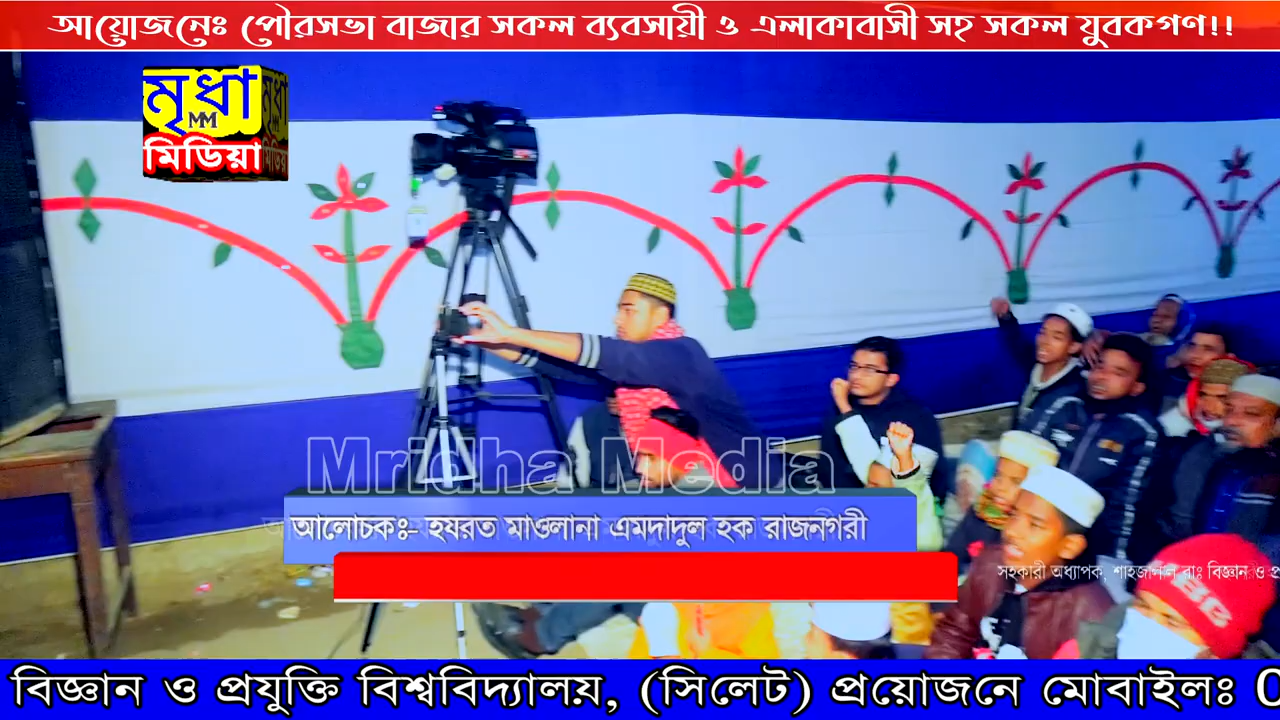 আয়োজনেঃ পৌরসভা বাজার সকল ব্যবসায়ী ও এলাকাবাসী সহ সকল যুবকগণ!!
মৃধা
MM
মিডিয়া
Mridha Media
আলোচকঃ- হযরত মাওলানা এমদাদুল হক রাজনগরী
সহকারী অধ্যাপক, শাহজালাল বাঃ বিজ্ঞান ও প্র
বিজ্ঞান ও প্রযুক্তি বিশ্ববিদ্যালয়, (সিলেট) প্রয়োজনে মোবাইলঃ 0